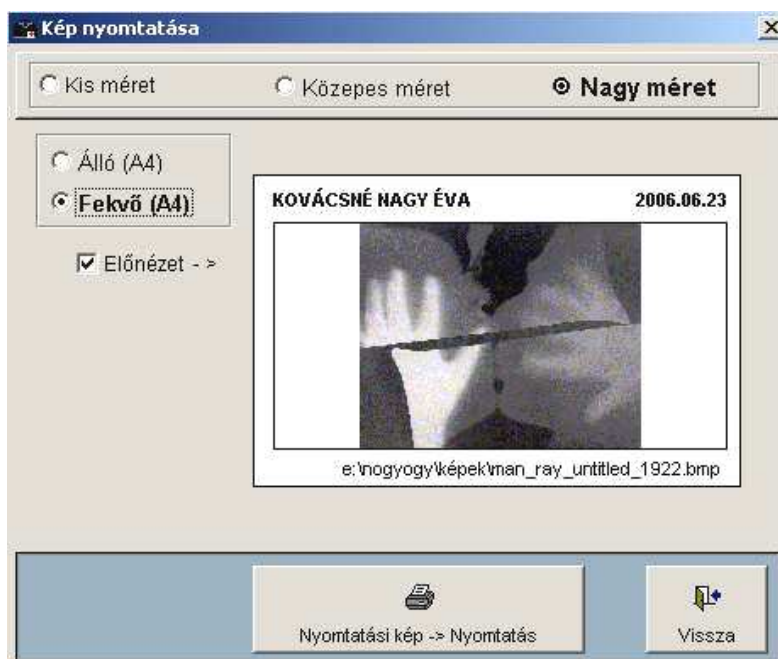 Kép nyomtatása
Kis méret Közepes méret Nagy méret
Álló (A4)
Fekvő (A4)
Előnézet - >
KOVÁCSNÉ NAGY ÉVA 2006.06.23
e:\nogyogy\képek\man_ray_untitled_1922.bmp
Nyomtatási kép -> Nyomtatás
Vissza